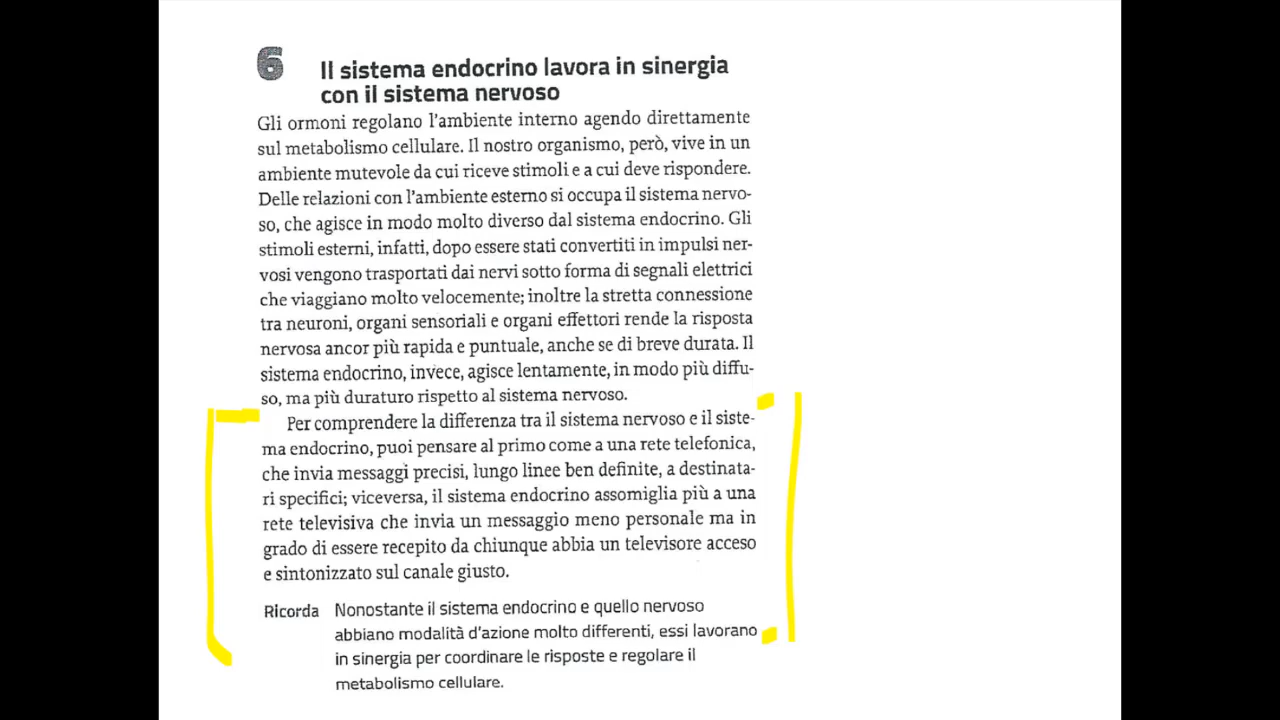 6 Il sistema endocrino lavora in sinergia
con il sistema nervoso
Gli ormoni regolano l'ambiente interno agendo direttamente
sul metabolismo cellulare. Il nostro organismo, però, vive in un
ambiente mutevole da cui riceve stimoli e a cui deve rispondere.
Delle relazioni con l'ambiente esterno si occupa il sistema nervo-
so, che agisce in modo molto diverso dal sistema endocrino. Gli
stimoli esterni, infatti, dopo essere stati convertiti in impulsi ner-
vosi vengono trasportati dai nervi sotto forma di segnali elettrici
che viaggiano molto velocemente; inoltre la stretta connessione
tra neuroni, organi sensoriali e organi effettori rende la risposta
nervosa ancor più rapida e puntuale, anche se di breve durata. Il
sistema endocrino, invece, agisce lentamente, in modo più diffu-
so, ma più duraturo rispetto al sistema nervoso.
Per comprendere la differenza tra il sistema nervoso e il siste-
ma endocrino, puoi pensare al primo come a una rete telefonica,
che invia messaggi precisi, lungo linee ben definite, a destinata-
ri specifici; viceversa, il sistema endocrino assomiglia più a una
rete televisiva che invia un messaggio meno personale ma in
grado di essere recepito da chiunque abbia un televisore acceso
e sintonizzato sul canale giusto.
Ricorda Nonostante il sistema endocrino e quello nervoso
abbiano modalità d'azione molto differenti, essi lavorano
in sinergia per coordinare le risposte e regolare il
metabolismo cellulare.